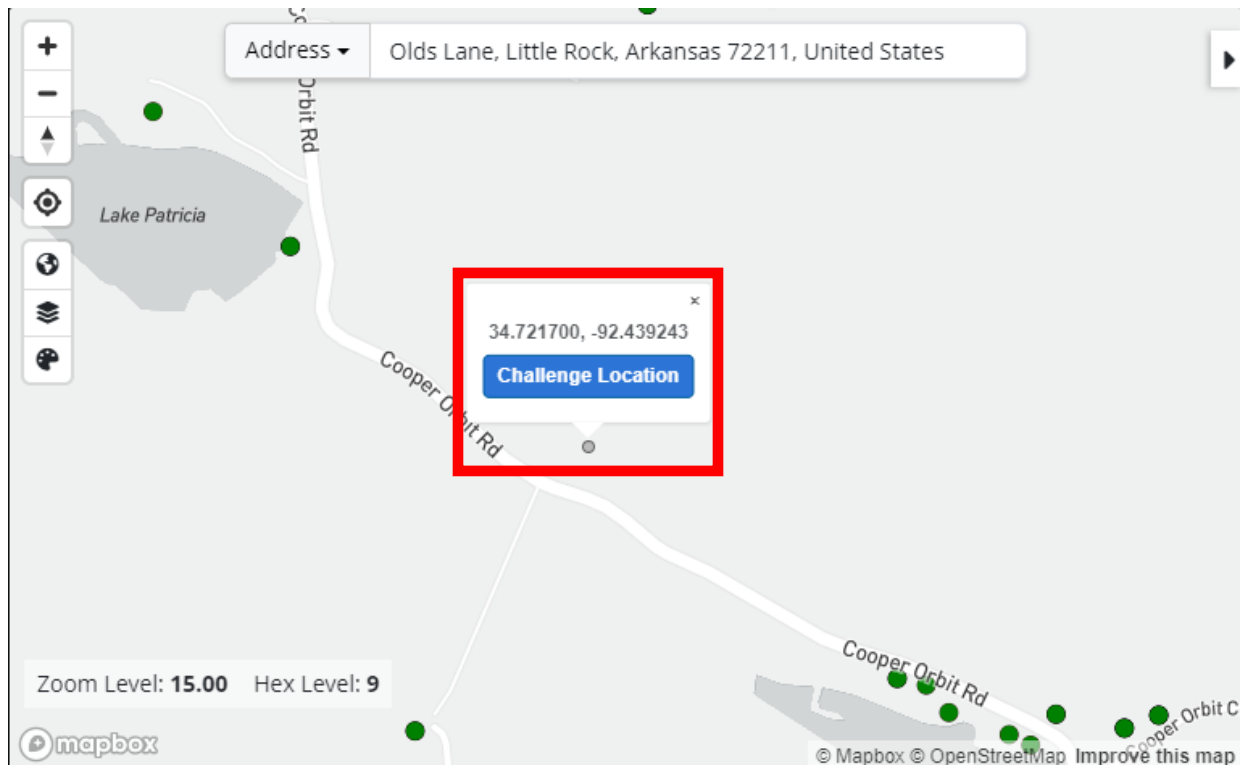 +
Address Olds Lane, Little Rock, Arkansas 72211, United States
−
Orbit Rd
Lake Patricia
×
34.721700, -92.439243
Challenge Location
Cooper Orbit Rd
Cooper Orbit Rd
Zoom Level: 15.00 Hex Level: 9
Cooper Orbit C
mapbox
© Mapbox © OpenStreetMap Improve this map